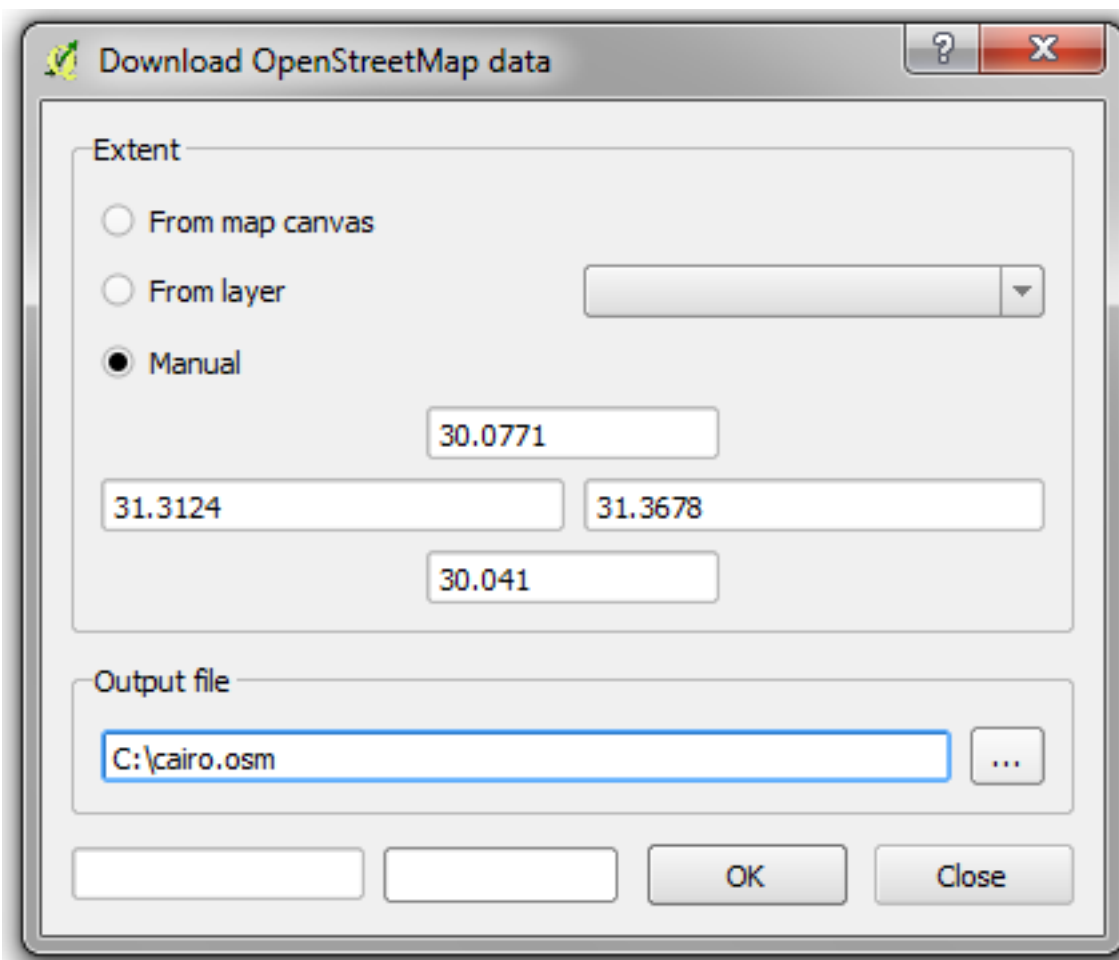 Download OpenStreetMap data
?
Extent
From map canvas
From layer
Manual
30.0771
31.3124 31.3678
30.041
Output file
C:\cairo.osm ...
OK Close